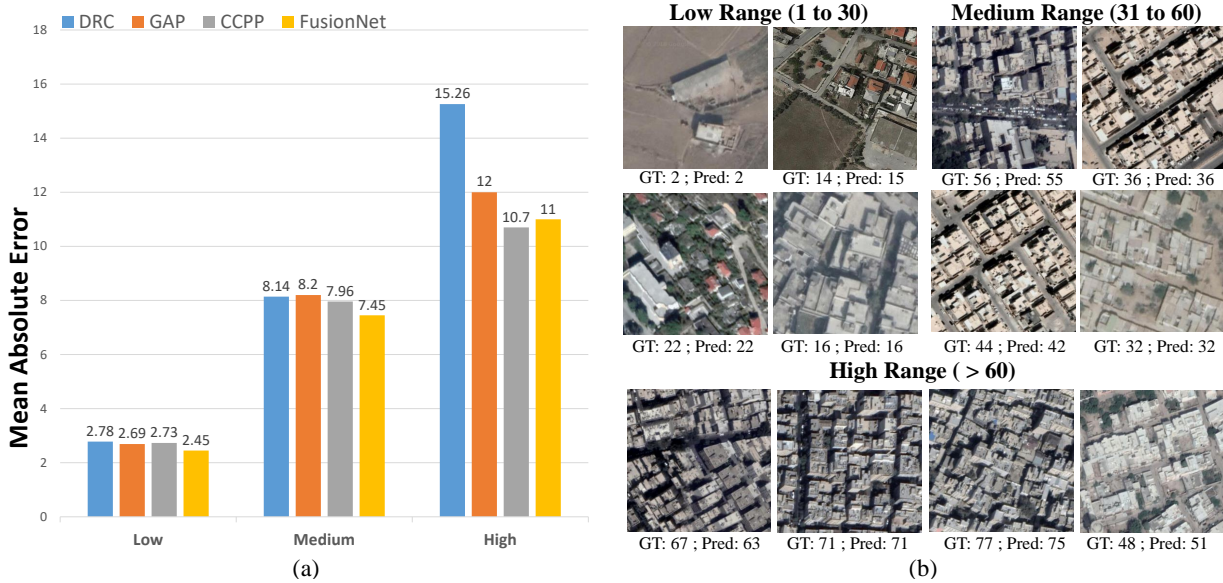 DRC GAP CCPP FusionNet
Mean Absolute Error
18
16
14
12
10
8
6
4
2
0
2.78 2.69 2.73 2.45
8.14 8.2 7.96 7.45
15.26 12 10.7 11
Low Medium High
(a)
Low Range (1 to 30) Medium Range (31 to 60)
GT: 2 ; Pred: 2 GT: 14 ; Pred: 15 GT: 56 ; Pred: 55 GT: 36 ; Pred: 36
GT: 22 ; Pred: 22 GT: 16 ; Pred: 16 GT: 44 ; Pred: 42 GT: 32 ; Pred: 32
High Range ( > 60)
GT: 67 ; Pred: 63 GT: 71 ; Pred: 71 GT: 77 ; Pred: 75 GT: 48 ; Pred: 51
(b)